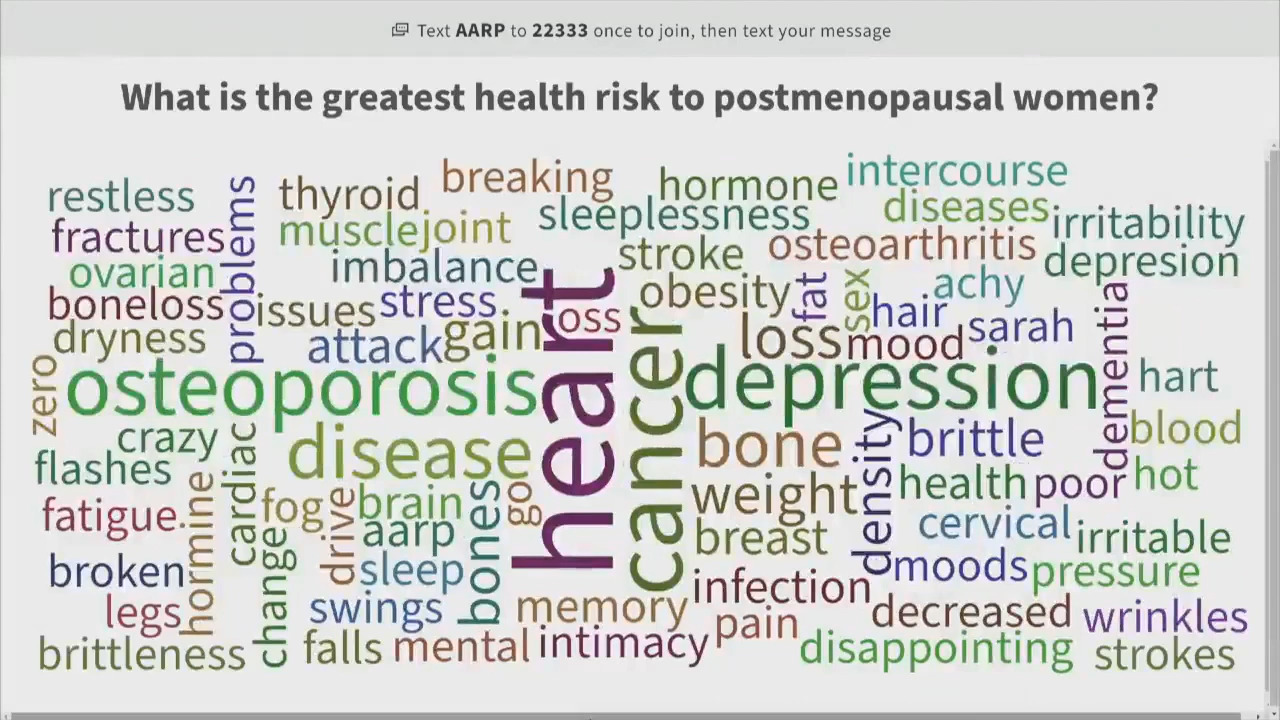 Text AARP to 22333 once to join, then text your message
What is the greatest health risk to postmenopausal women?
restless
thyroid
breaking
hormone
intercourse
fractures
problems
musclejoint
sleeplessness
diseases
irritability
ovarian
imbalance
stroke
osteoarthritis
depresion
boneloss
issues
stress
obesity
fat
sex
hair
achy
sarah
dryness
attack
gain
loss
loss
mood
dementia
zero
osteoporosis
heart
cancer
depression
hart
crazy
disease
bone
density
brittle
blood
flashes
cardiac
brain
go
weight
health
poor
hot
fatigue.
hormine
fog
drive
aarp
bones
breast
cervical
irritable
broken
change
sleep
infection
moods
pressure
legs
swings
memory
pain
decreased
wrinkles
brittleness
falls
mental
intimacy
disappointing
strokes